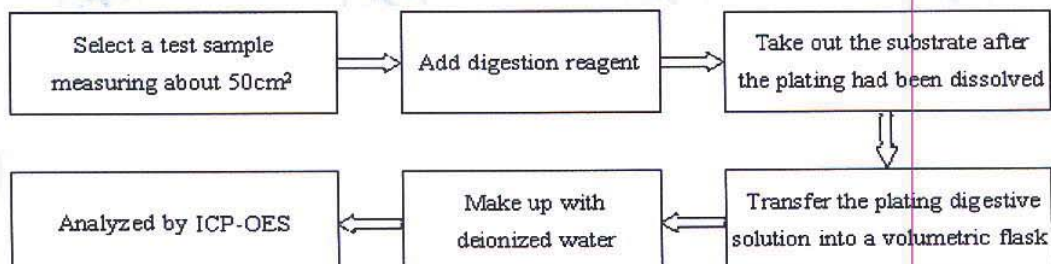 Select a test sample
measuring about 50cm²
Add digestion reagent
Take out the substrate after
the plating had been dissolved
Transfer the plating digestive
solution into a volumetric flask
Make up with
deionized water
Analyzed by ICP-OES